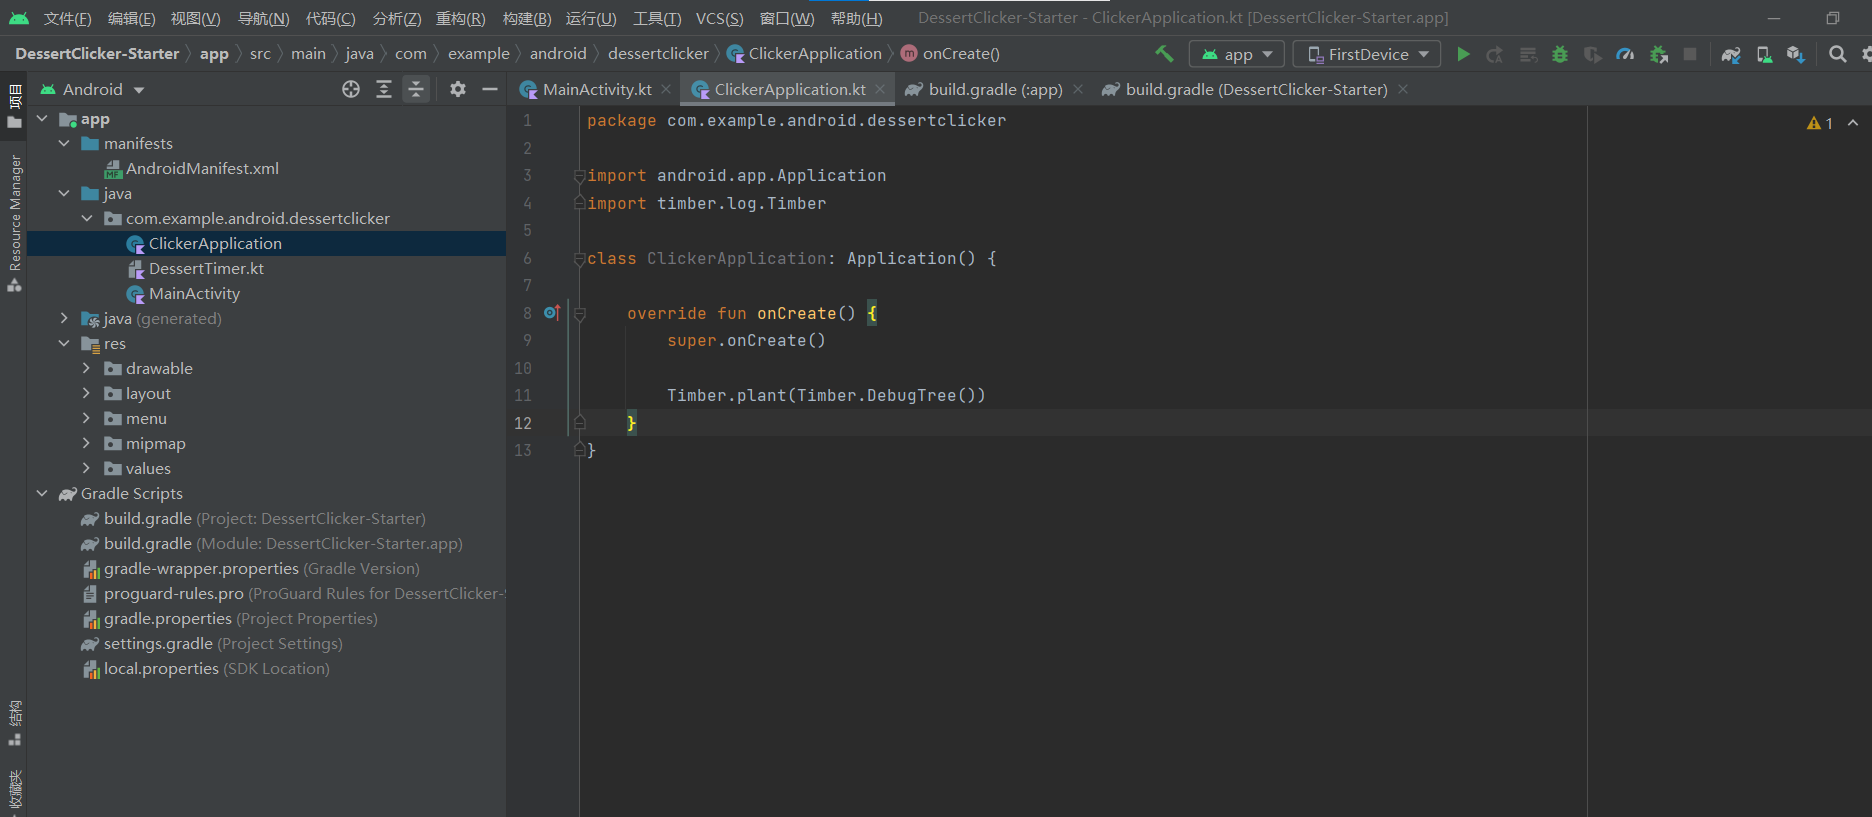 文件(F) 编辑(E) 视图(V) 导航(N) 代码(C) 分析(Z) 重构(R) 构建(B) 运行(U) 工具(T) VCS(S) 窗口(W) 帮助(H) DessertClicker-Starter - ClickerApplication.kt [DessertClicker-Starter.app]
DessertClicker-Starter app src main java com example android dessertclicker ClickerApplication onCreate() app FirstDevice
项目 Android MainActivity.kt ClickerApplication.kt build.gradle (:app) build.gradle (DessertClicker-Starter)
Resource Manager
结构
收藏夹
app
manifests
AndroidManifest.xml
java
com.example.android.dessertclicker
ClickerApplication
DessertTimer.kt
MainActivity
java (generated)
res
drawable
layout
menu
mipmap
values
Gradle Scripts
build.gradle (Project: DessertClicker-Starter)
build.gradle (Module: DessertClicker-Starter.app)
gradle-wrapper.properties (Gradle Version)
proguard-rules.pro (ProGuard Rules for DessertClicker-
gradle.properties (Project Properties)
settings.gradle (Project Settings)
local.properties (SDK Location)
1 package com.example.android.dessertclicker
2
3 import android.app.Application
4 import timber.log.Timber
5
6 class ClickerApplication: Application() {
7
8 override fun onCreate() {
9 super.onCreate()
10
11 Timber.plant(Timber.DebugTree())
12 }
13 }
1